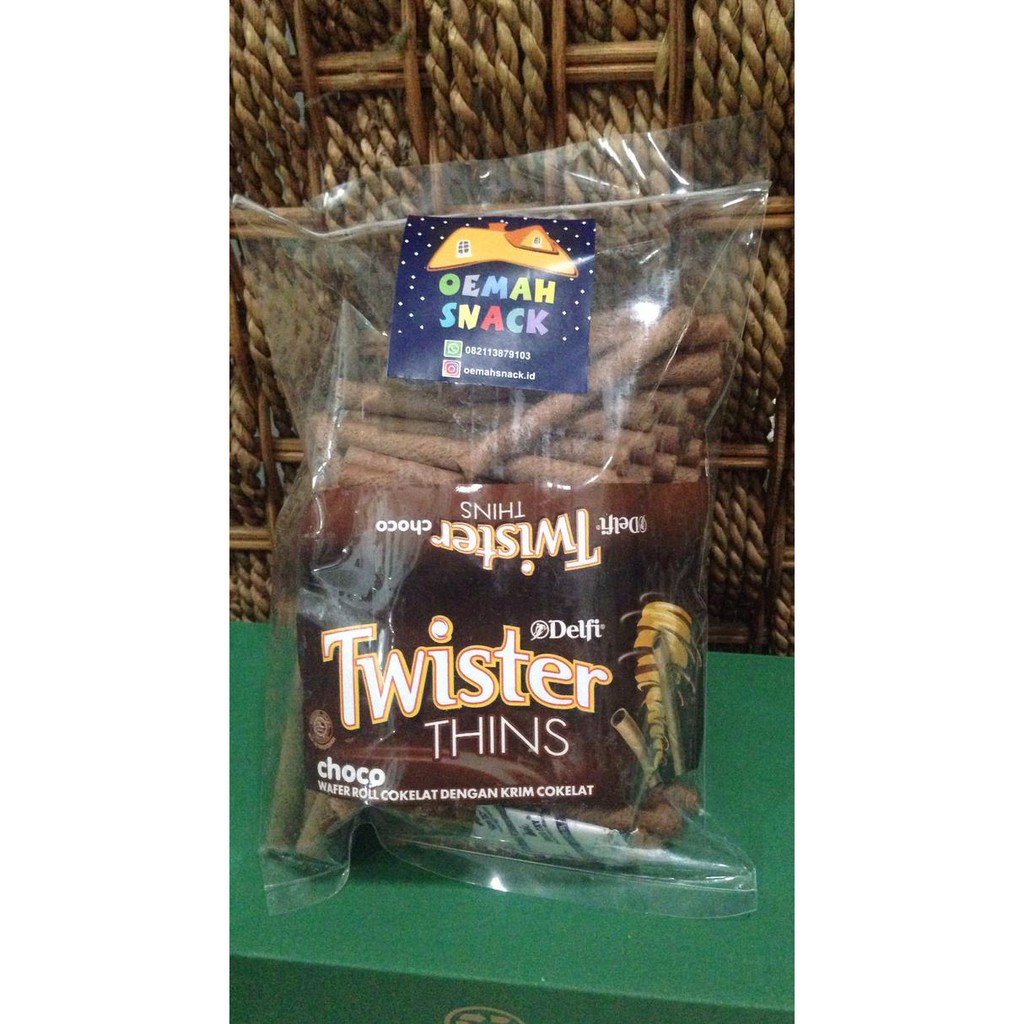 OEMAH
SNACK
082113879103
oemahsnack.id
Delfi
Twister
THINS
choco
Delfi
Twister
THINS
choco
WAFER ROLL COKELAT DENGAN KRIM COKELAT